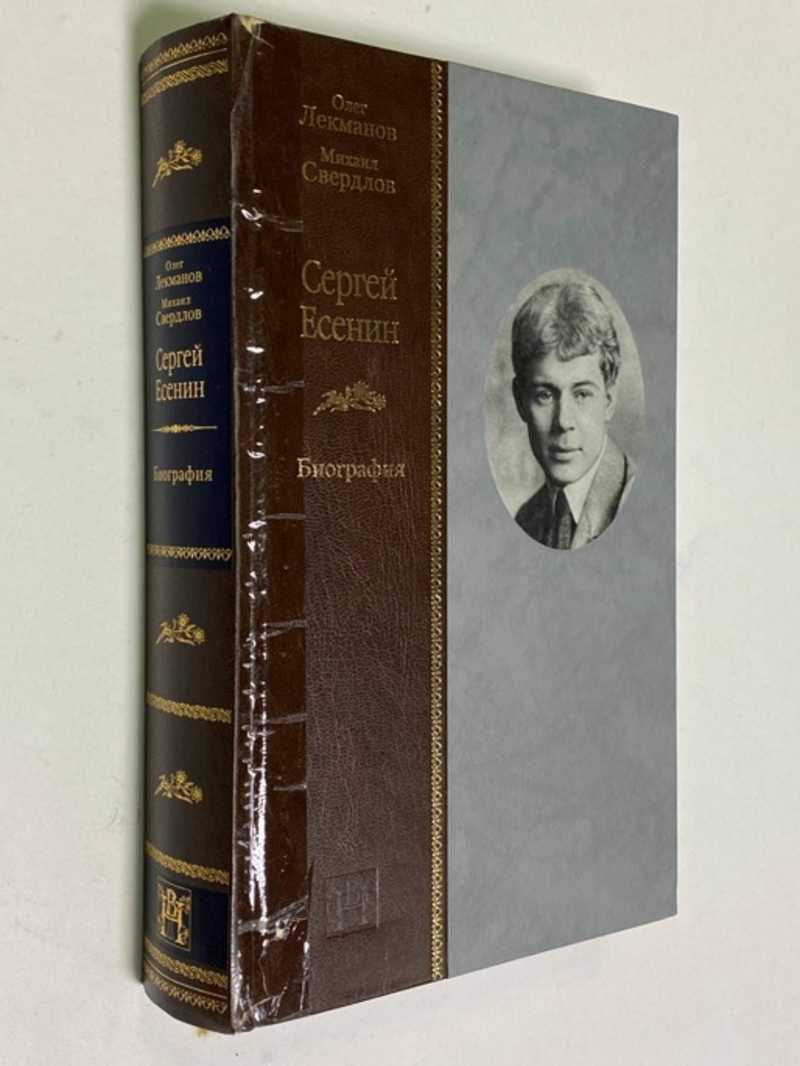 Олег
Лекманов
Михаил
Свердлов
Сергей
Есенин
Биография
Олег
Лекманов
Михаил
Свердлов
Сергей
Есенин
Биография